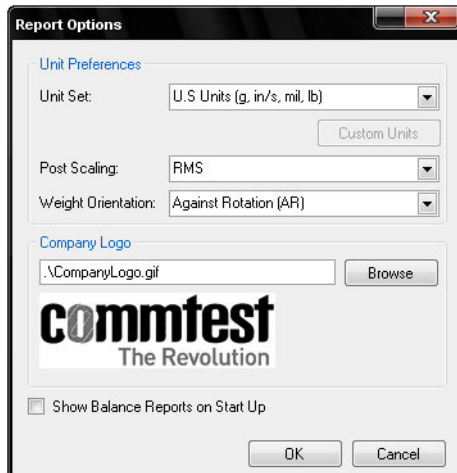 Report Options
Unit Preferences
Unit Set: U.S Units (g, in/s, mil, lb)
Custom Units
Post Scaling: RMS
Weight Orientation: Against Rotation (AR)
Company Logo
.\CompanyLogo.gif Browse
commtest
The Revolution
Show Balance Reports on Start Up
OK Cancel